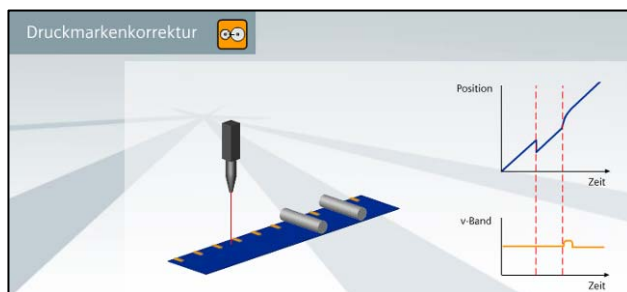 Druckmarkenkorrektur
Position
Zeit
v-Band
Zeit